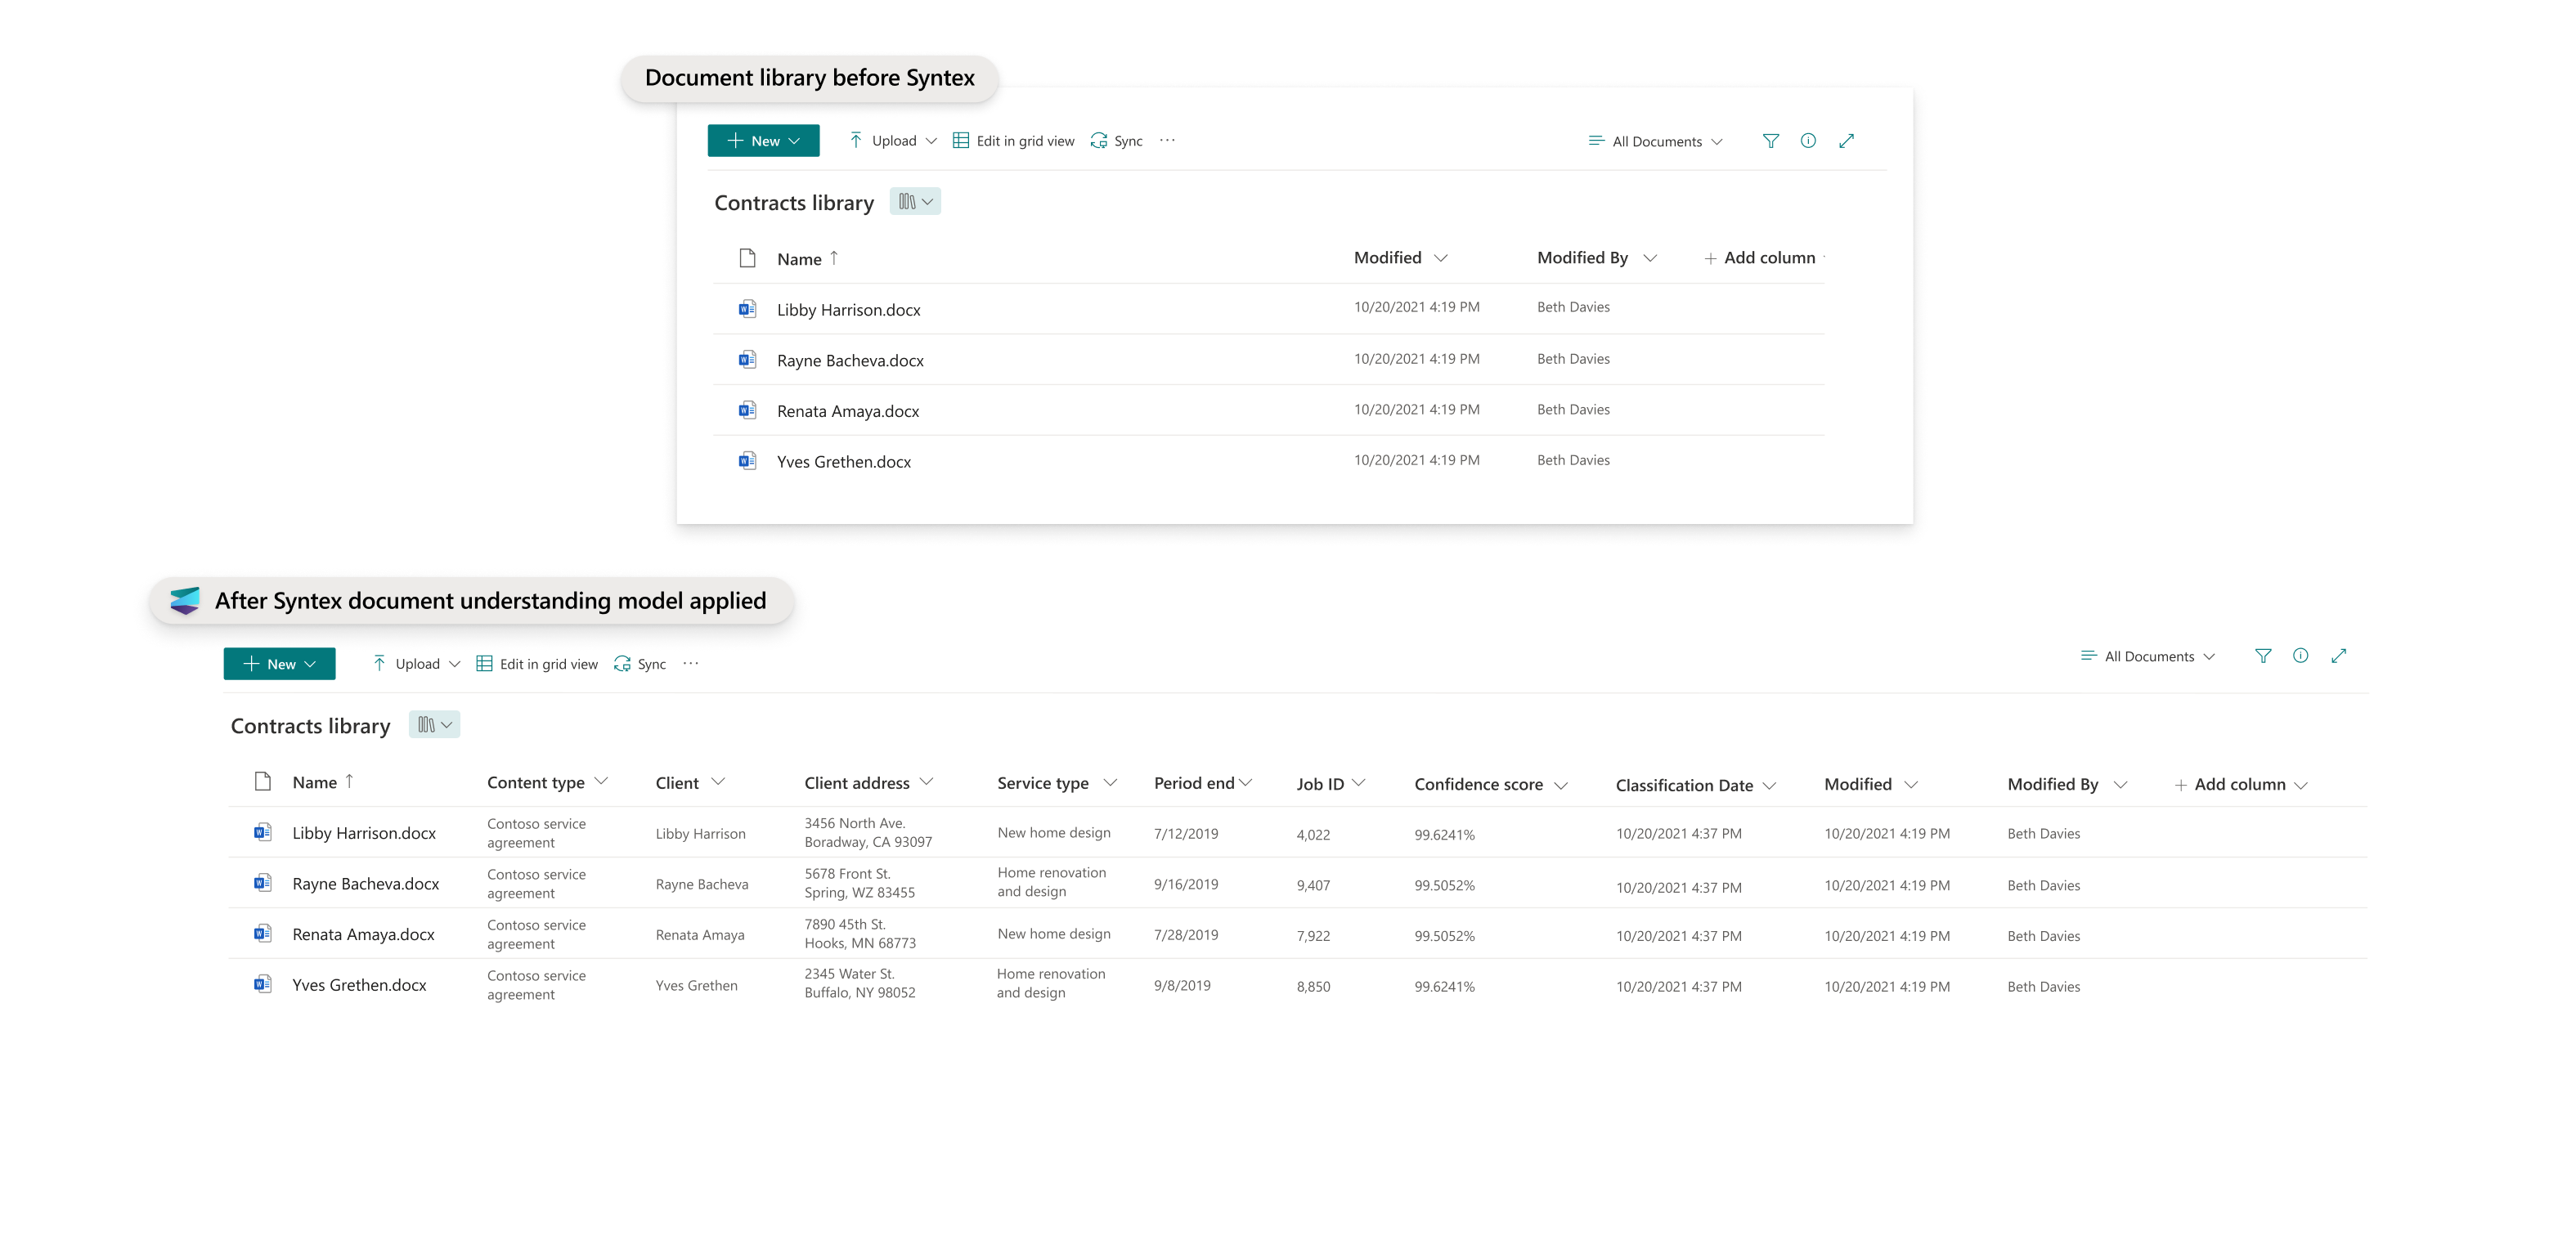 Document library before Syntex
New Upload Edit in grid view Sync ··· All Documents
Contracts library
Name Modified Modified By Add column
Libby Harrison.docx 10/20/2021 4:19 PM Beth Davies
Rayne Bacheva.docx 10/20/2021 4:19 PM Beth Davies
Renata Amaya.docx 10/20/2021 4:19 PM Beth Davies
Yves Grethen.docx 10/20/2021 4:19 PM Beth Davies
After Syntex document understanding model applied
New Upload Edit in grid view Sync ··· All Documents
Contracts library
Name Content type Client Client address Service type Period end Job ID Confidence score Classification Date Modified Modified By Add column
Libby Harrison.docx Contoso service agreement Libby Harrison 3456 North Ave. Boradway, CA 93097 New home design 7/12/2019 4,022 99.6241% 10/20/2021 4:37 PM 10/20/2021 4:19 PM Beth Davies
Rayne Bacheva.docx Contoso service agreement Rayne Bacheva 5678 Front St. Spring, WZ 83455 Home renovation and design 9/16/2019 9,407 99.5052% 10/20/2021 4:37 PM 10/20/2021 4:19 PM Beth Davies
Renata Amaya.docx Contoso service agreement Renata Amaya 7890 45th St. Hooks, MN 68773 New home design 7/28/2019 7,922 99.5052% 10/20/2021 4:37 PM 10/20/2021 4:19 PM Beth Davies
Yves Grethen.docx Contoso service agreement Yves Grethen 2345 Water St. Buffalo, NY 98052 Home renovation and design 9/8/2019 8,850 99.6241% 10/20/2021 4:37 PM 10/20/2021 4:19 PM Beth Davies